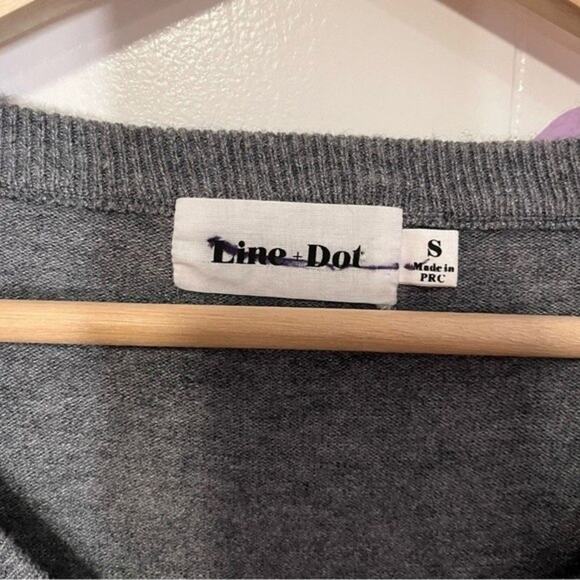 Line + Dot
S
Made in
PRC